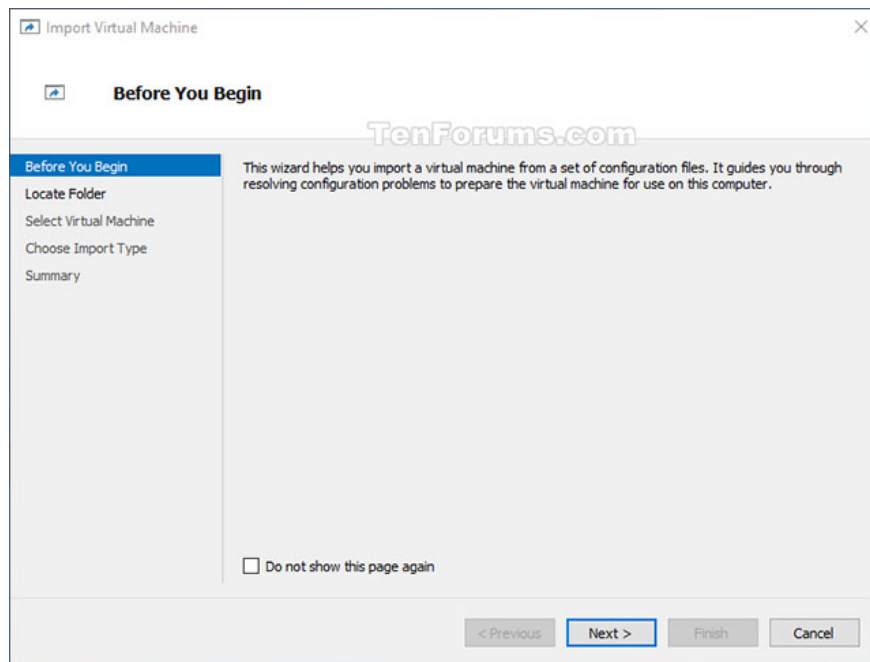 Import Virtual Machine
Before You Begin
TenForums.com
Before You Begin
Locate Folder
Select Virtual Machine
Choose Import Type
Summary
This wizard helps you import a virtual machine from a set of configuration files. It guides you through
resolving configuration problems to prepare the virtual machine for use on this computer.
Do not show this page again
< Previous
Next >
Finish
Cancel